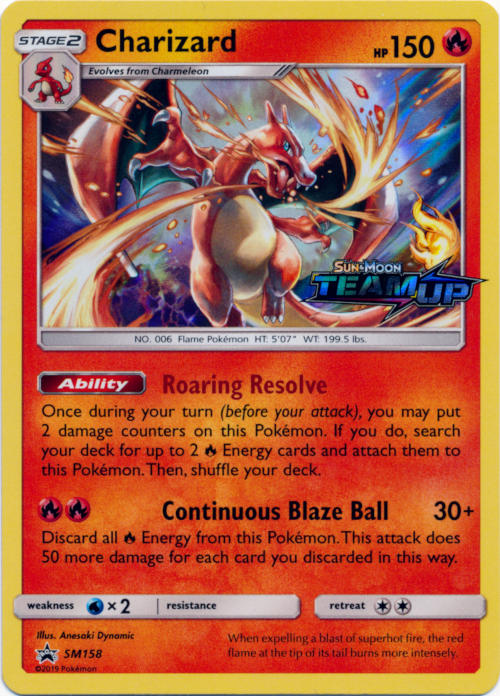 STAGE 2 Charizard HP 150
Evolves from Charmeleon
SUN & MOON
TEAM UP
NO. 006 Flame Pokémon HT: 5'07" WT: 199.5 lbs.
Ability Roaring Resolve
Once during your turn (before your attack), you may put
2 damage counters on this Pokémon. If you do, search
your deck for up to 2 Energy cards and attach them to
this Pokémon. Then, shuffle your deck.
Continuous Blaze Ball 30+
Discard all Energy from this Pokémon. This attack does
50 more damage for each card you discarded in this way.
weakness × 2 resistance retreat
Illus. Anesaki Dynamic
SM158
©2019 Pokémon
When expelling a blast of superhot fire, the red
flame at the tip of its tail burns more intensely.